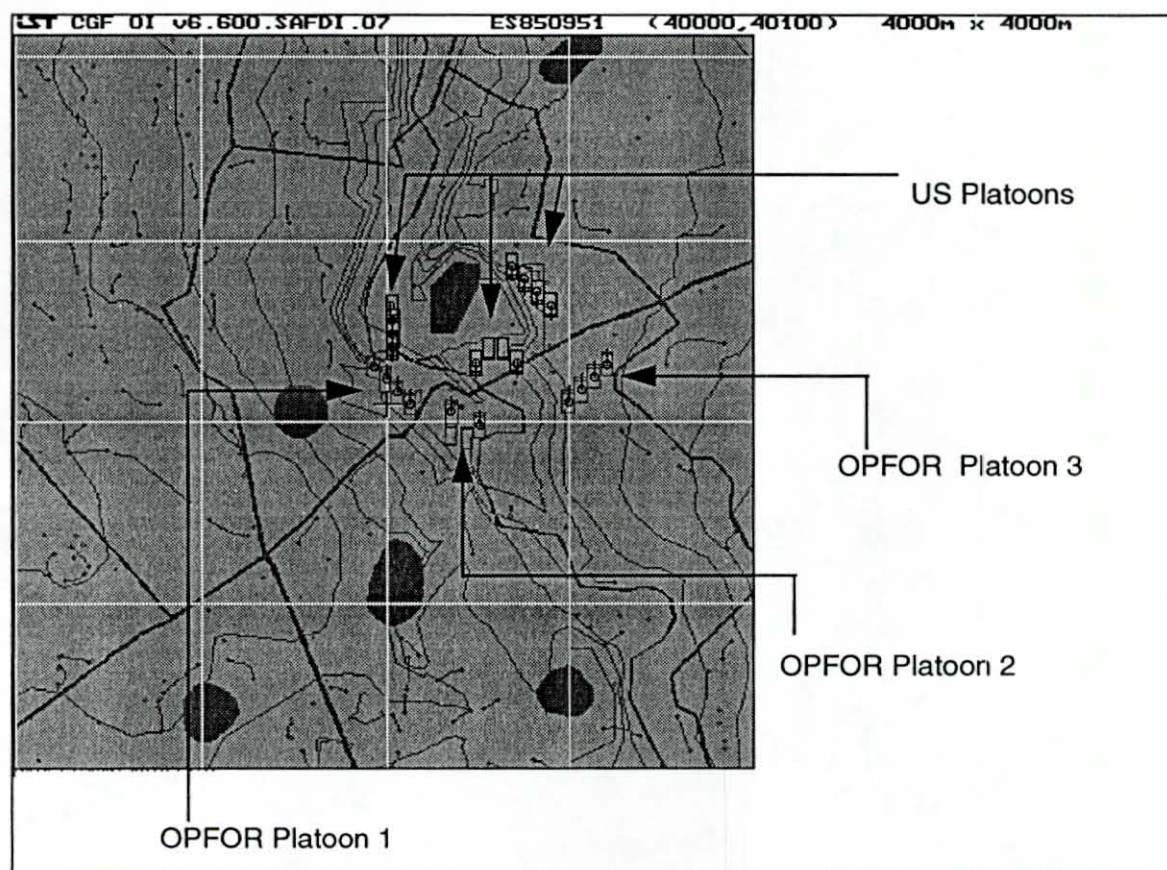 IST CGF OI v6.600.SAFDI.07 ES850951 (40000,40100) 4000m x 4000m
US Platoons
OPFOR Platoon 3
OPFOR Platoon 2
OPFOR Platoon 1